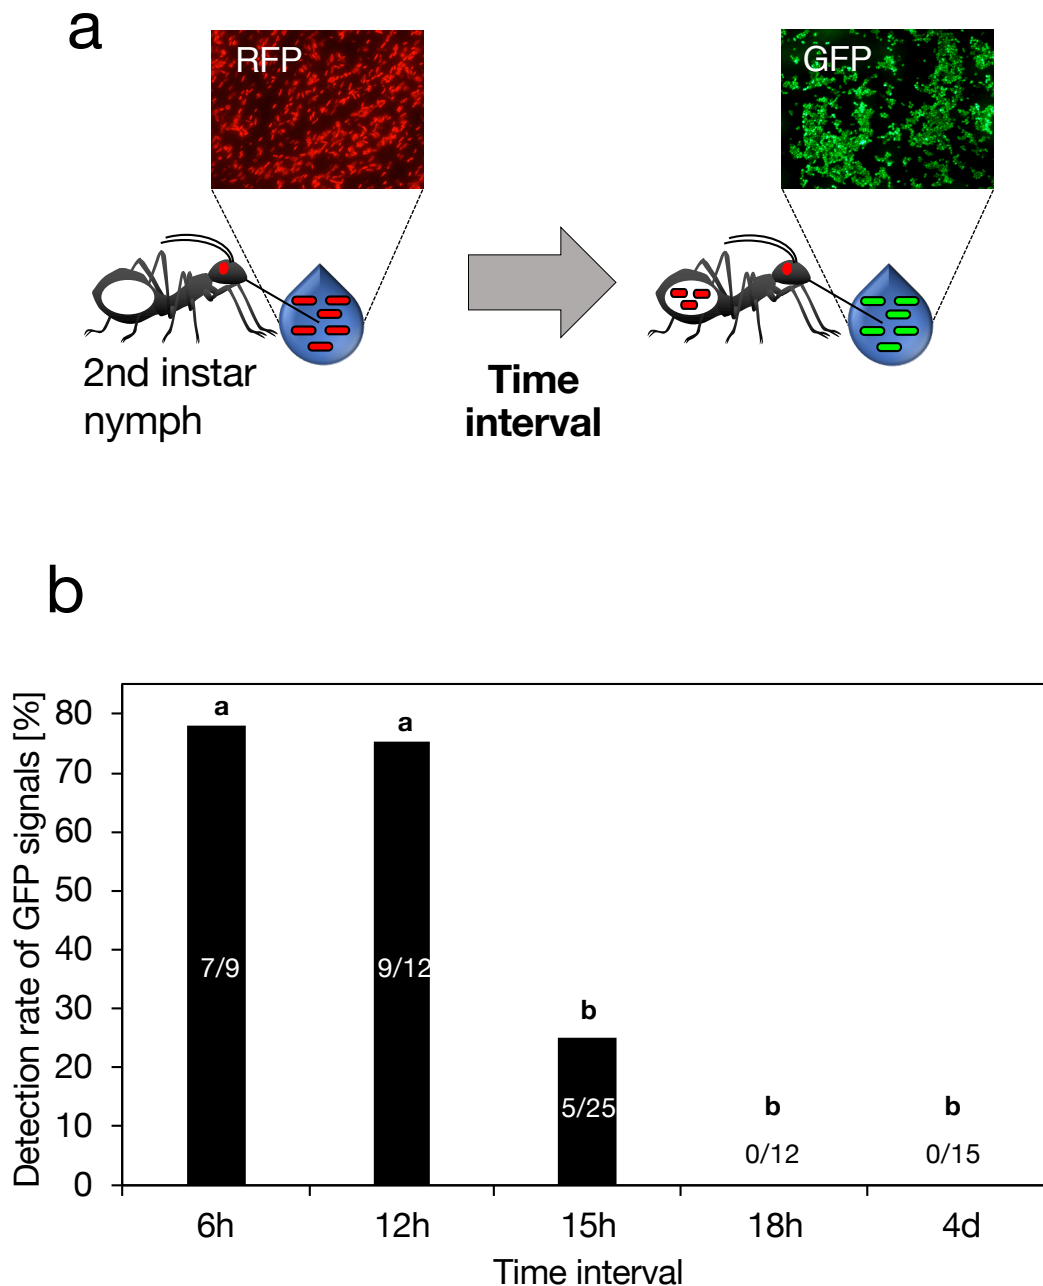 a
RFP
GFP
2nd instar
nymph
Time
interval
b
Detection rate of GFP signals [%]
80
70
60
50
40
30
20
10
0
a
a
b
b
b
7/9
9/12
5/25
0/12
0/15
6h
12h
15h
18h
4d
Time interval